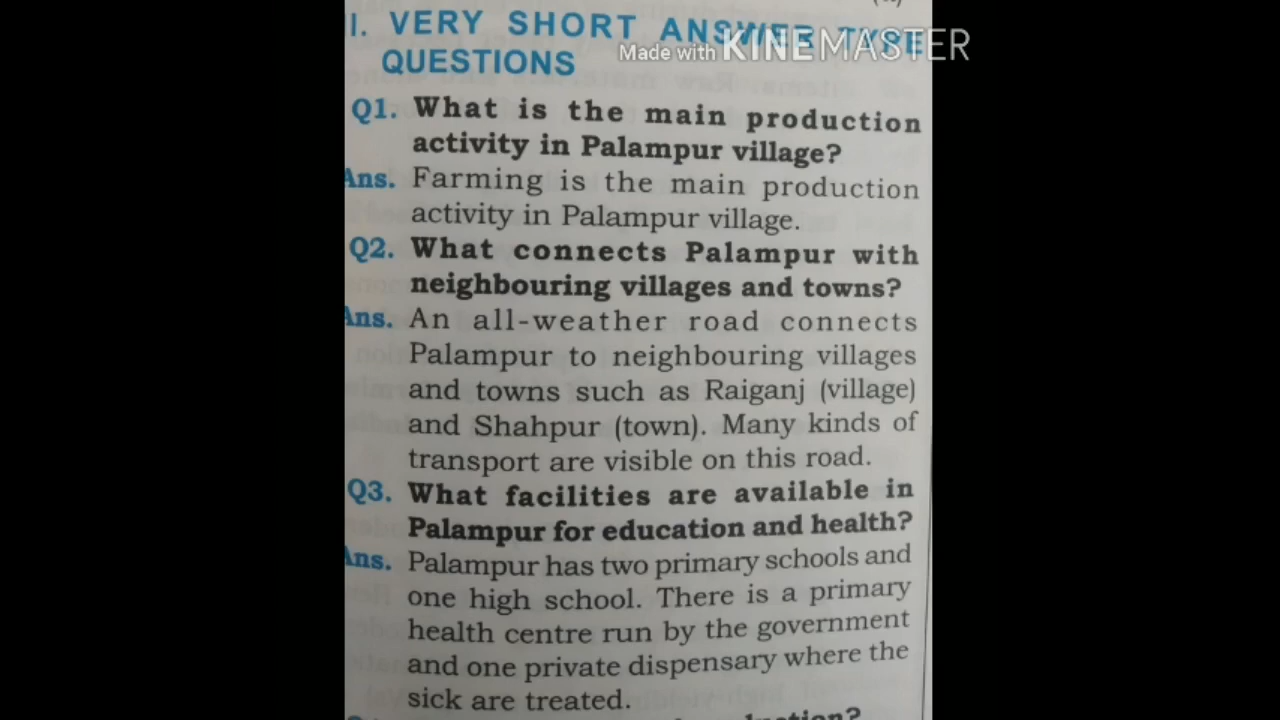 I. VERY SHORT ANSWER TYPE
QUESTIONS
Made with KINEMASTER
Q1. What is the main production
activity in Palampur village?
Ans. Farming is the main production
activity in Palampur village.
Q2. What connects Palampur with
neighbouring villages and towns?
Ans. An all-weather road connects
Palampur to neighbouring villages
and towns such as Raiganj (village)
and Shahpur (town). Many kinds of
transport are visible on this road.
Q3. What facilities are available in
Palampur for education and health?
Ans. Palampur has two primary schools and
one high school. There is a primary
health centre run by the government
and one private dispensary where the
sick are treated.